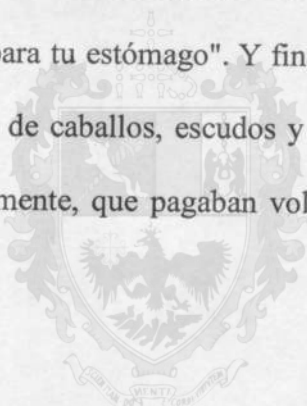 para tu estómago". Y fin
de caballos, escudos y
mente, que pagaban vol